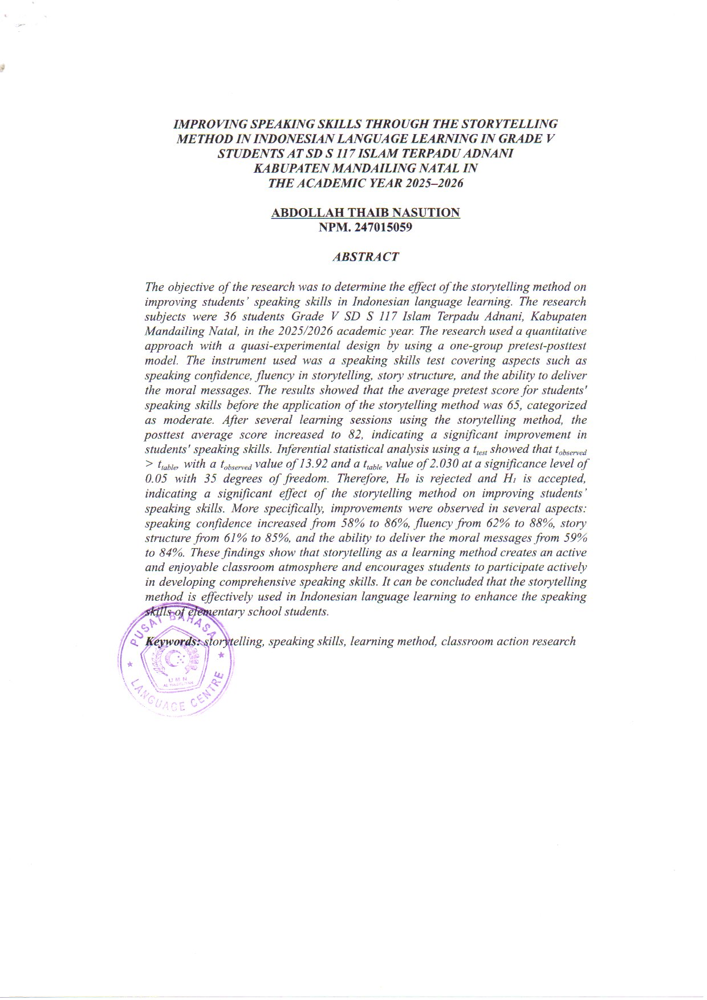 IMPROVING SPEAKING SKILLS THROUGH THE STORYTELLING
METHOD IN INDONESIAN LANGUAGE LEARNING IN GRADE V
STUDENTS AT SD S 117 ISLAM TERPADU ADNANI
KABUPATEN MANDAILING NATAL IN
THE ACADEMIC YEAR 2025–2026
ABDOLLAH THAIB NASUTION
NPM. 247015059
ABSTRACT
The objective of the research was to determine the effect of the storytelling method on
improving students’ speaking skills in Indonesian language learning. The research
subjects were 36 students Grade V SD S 117 Islam Terpadu Adnani, Kabupaten
Mandailing Natal, in the 2025/2026 academic year. The research used a quantitative
approach with a quasi-experimental design by using a one-group pretest-posttest
model. The instrument used was a speaking skills test covering aspects such as
speaking confidence, fluency in storytelling, story structure, and the ability to deliver
the moral messages. The results showed that the average pretest score for students'
speaking skills before the application of the storytelling method was 65, categorized
as moderate. After several learning sessions using the storytelling method, the
posttest average score increased to 82, indicating a significant improvement in
students' speaking skills. Inferential statistical analysis using a ttest showed that tobserved
> ttable, with a tobserved value of 13.92 and a ttable value of 2.030 at a significance level of
0.05 with 35 degrees of freedom. Therefore, H0 is rejected and H1 is accepted,
indicating a significant effect of the storytelling method on improving students’
speaking skills. More specifically, improvements were observed in several aspects:
speaking confidence increased from 58% to 86%, fluency from 62% to 88%, story
structure from 61% to 85%, and the ability to deliver the moral messages from 59%
to 84%. These findings show that storytelling as a learning method creates an active
and enjoyable classroom atmosphere and encourages students to participate actively
in developing comprehensive speaking skills. It can be concluded that the storytelling
method is effectively used in Indonesian language learning to enhance the speaking
skills of elementary school students.
Keywords: storytelling, speaking skills, learning method, classroom action research
PUSAT BAHASA
UMN
AL WASHLIYAH
LANGUAGE CENTRE